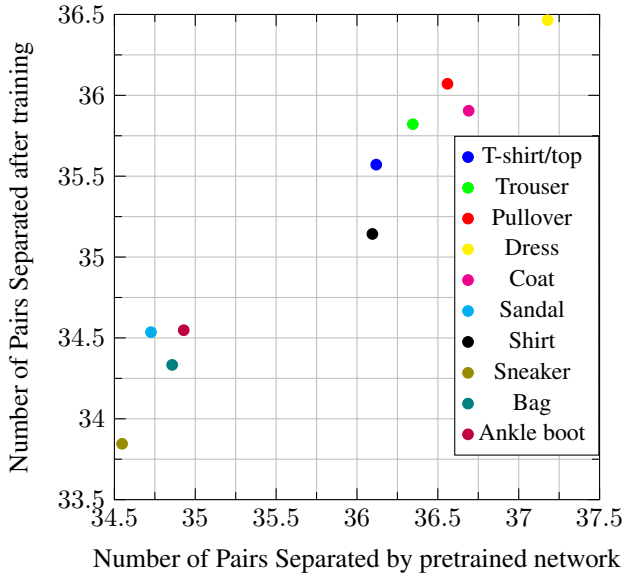 36.5
36
35.5
35
34.5
34
33.5
Number of Pairs Separated after training
T-shirt/top
Trouser
Pullover
Dress
Coat
Sandal
Shirt
Sneaker
Bag
Ankle boot
34.5 35 35.5 36 36.5 37 37.5
Number of Pairs Separated by pretrained network